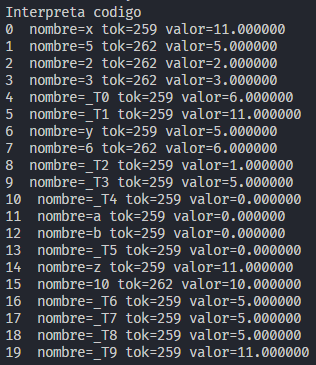 Interpreta codigo
0  nombre=x tok=259 valor=11.000000
1  nombre=5 tok=262 valor=5.000000
2  nombre=2 tok=262 valor=2.000000
3  nombre=3 tok=262 valor=3.000000
4  nombre=_T0 tok=259 valor=6.000000
5  nombre=_T1 tok=259 valor=11.000000
6  nombre=y tok=259 valor=5.000000
7  nombre=6 tok=262 valor=6.000000
8  nombre=_T2 tok=259 valor=1.000000
9  nombre=_T3 tok=259 valor=5.000000
10  nombre=_T4 tok=259 valor=0.000000
11  nombre=a tok=259 valor=0.000000
12  nombre=b tok=259 valor=0.000000
13  nombre=_T5 tok=259 valor=0.000000
14  nombre=z tok=259 valor=11.000000
15  nombre=10 tok=262 valor=10.000000
16  nombre=_T6 tok=259 valor=5.000000
17  nombre=_T7 tok=259 valor=5.000000
18  nombre=_T8 tok=259 valor=5.000000
19  nombre=_T9 tok=259 valor=11.000000